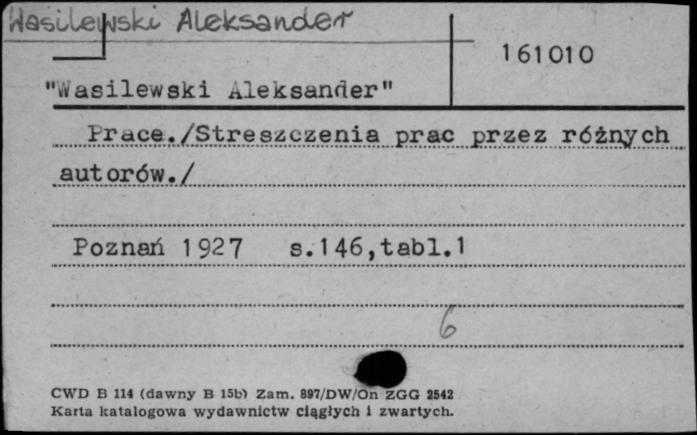 Wasilewski Aleksander
161010
"Wasilewski Aleksander"
Prace./Streszczenia prac przez różnych
autorów./
Poznań 1927 s.146,tabl.1
6
CWD B 114 (dawny B 15b) Zam. 897/DW/On ZGG 2542
Karta katalogowa wydawnictw ciągłych i zwartych.